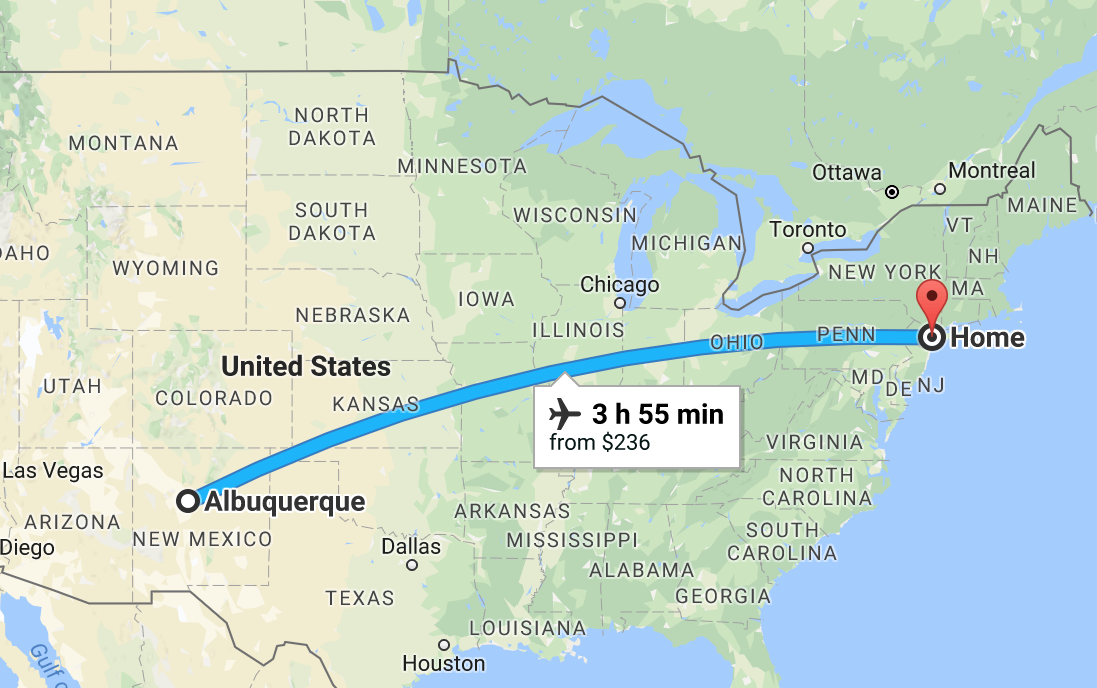 NORTH
DAKOTA
MONTANA
MINNESOTA
Ottawa
Montreal
MAINE
SOUTH
DAKOTA
WISCONSIN
MICHIGAN
Toronto
VT
NH
DAHO
WYOMING
NEW YORK
MA
Chicago
IOWA
NEBRASKA
ILLINOIS
OHIO
PENN
Home
United States
UTAH
COLORADO
KANSAS
MD
DE
NJ
3 h 55 min
from $236
VIRGINIA
Las Vegas
NORTH
CAROLINA
Albuquerque
ARIZONA
NEW MEXICO
ARKANSAS
MISSISSIPPI
SOUTH
CAROLINA
Diego
Dallas
ALABAMA
GEORGIA
TEXAS
LOUISIANA
Houston
Gulf